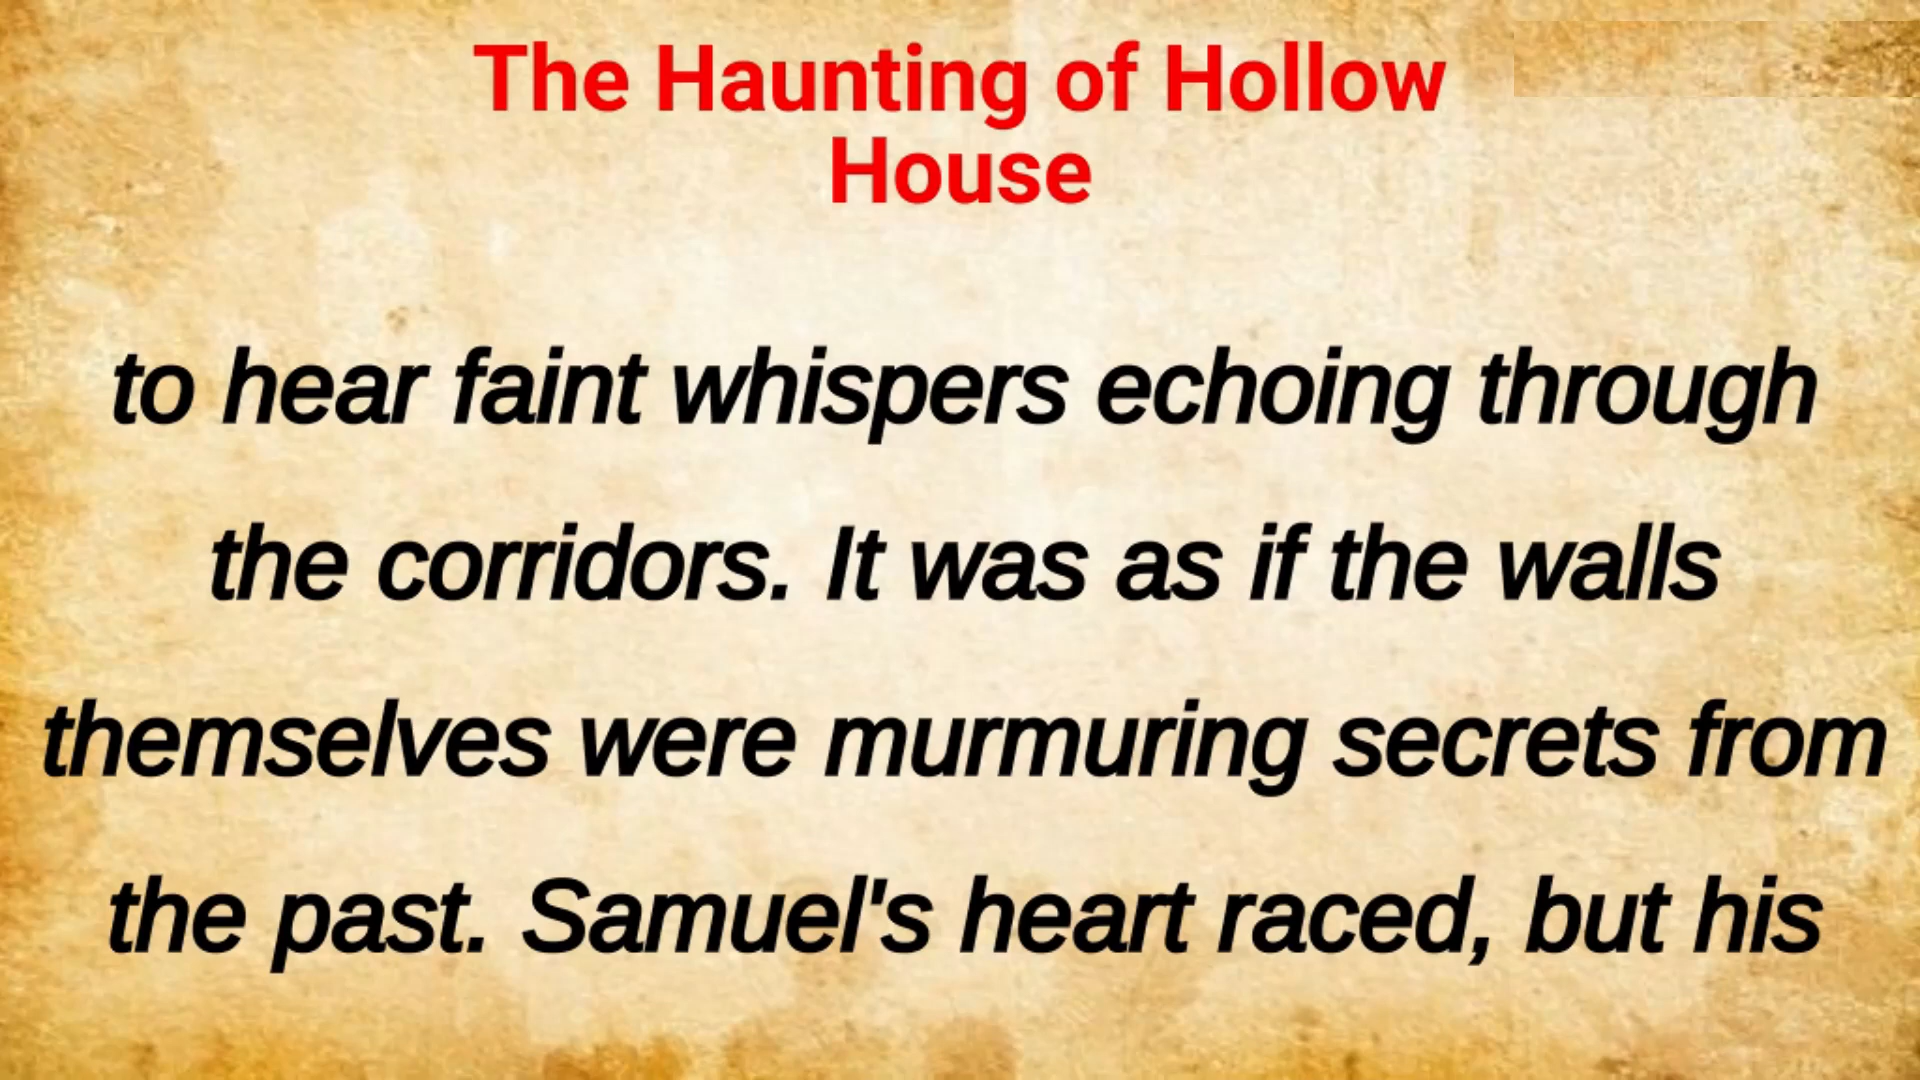 The Haunting of Hollow
House
to hear faint whispers echoing through
the corridors. It was as if the walls
themselves were murmuring secrets from
the past. Samuel's heart raced, but his